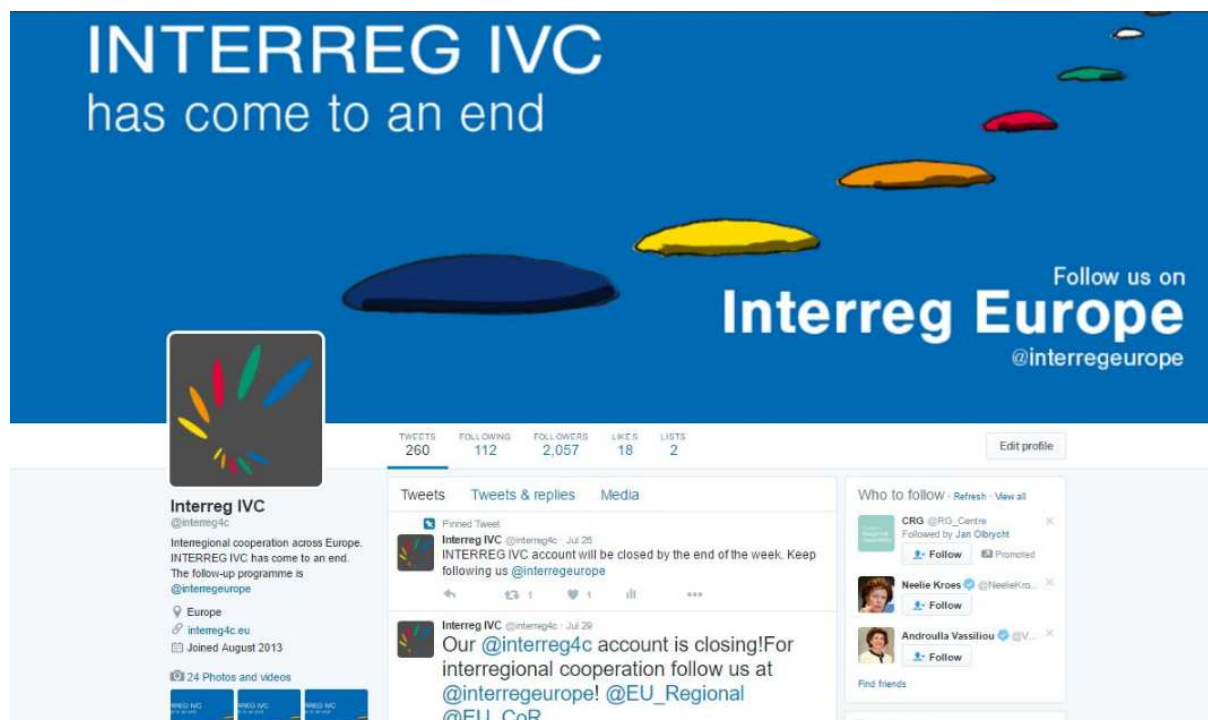 INTERREG IVC
has come to an end
Follow us on
Interreg Europe
@interregeurope
TWEETS FOLLOWING FOLLOWERS LIKES LISTS
260 112 2,057 18 2
Edit profile
Interreg IVC
@interreg4c
Interregional cooperation across Europe.
INTERREG IVC has come to an end.
The follow-up programme is
@interregeurope
Europe
interreg4c.eu
Joined August 2013
24 Photos and videos
Tweets Tweets & replies Media
Pinned Tweet
Interreg IVC @interreg4c · Jul 26
INTERREG IVC account will be closed by the end of the week. Keep
following us @interregeurope
1 1
Interreg IVC @interreg4c · Jul 29
Our @interreg4c account is closing!For
interregional cooperation follow us at
@interregeurope! @EU_Regional
@EU_CoR
Who to follow · Refresh · View all
CRG @RG_Centre
Followed by Jan Olbrycht
Follow Promoted
Neelie Kroes @NeelieKro...
Follow
Androulla Vassiliou @V...
Follow
Find friends